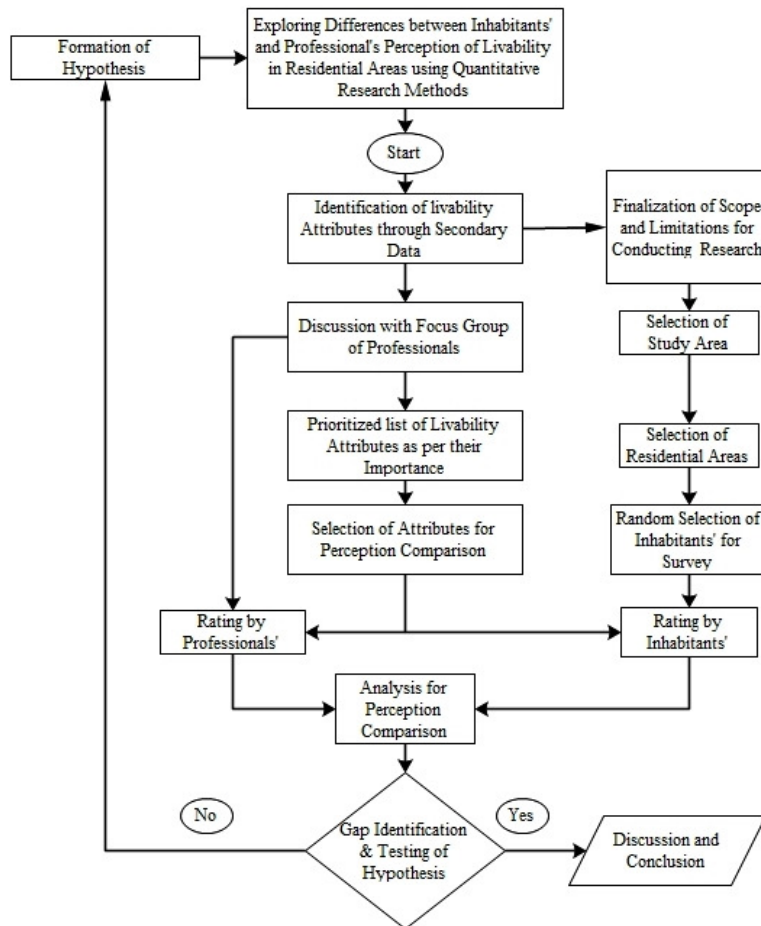 Formation of
Hypothesis
Exploring Differences between Inhabitants'
and Professional's Perception of Livability
in Residential Areas using Quantitative
Research Methods
Start
Identification of livability
Attributes through Secondary
Data
Finalization of Scope
and Limitations for
Conducting Research
Discussion with Focus Group
of Professionals
Selection of
Study Area
Prioritized list of Livability
Attributes as per their
Importance
Selection of
Residential Areas
Selection of Attributes for
Perception Comparison
Random Selection of
Inhabitants' for
Survey
Rating by
Professionals'
Rating by
Inhabitants'
Analysis for
Perception
Comparison
No
Yes
Gap Identification
& Testing of
Hypothesis
Discussion and
Conclusion